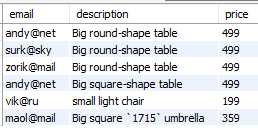 email description price
andy@net Big round-shape table 499
surk@sky Big round-shape table 499
zorik@mail Big round-shape table 499
andy@net Big square-shape table 499
vik@ru small light chair 199
maol@mail Big square `1715` umbrella 359